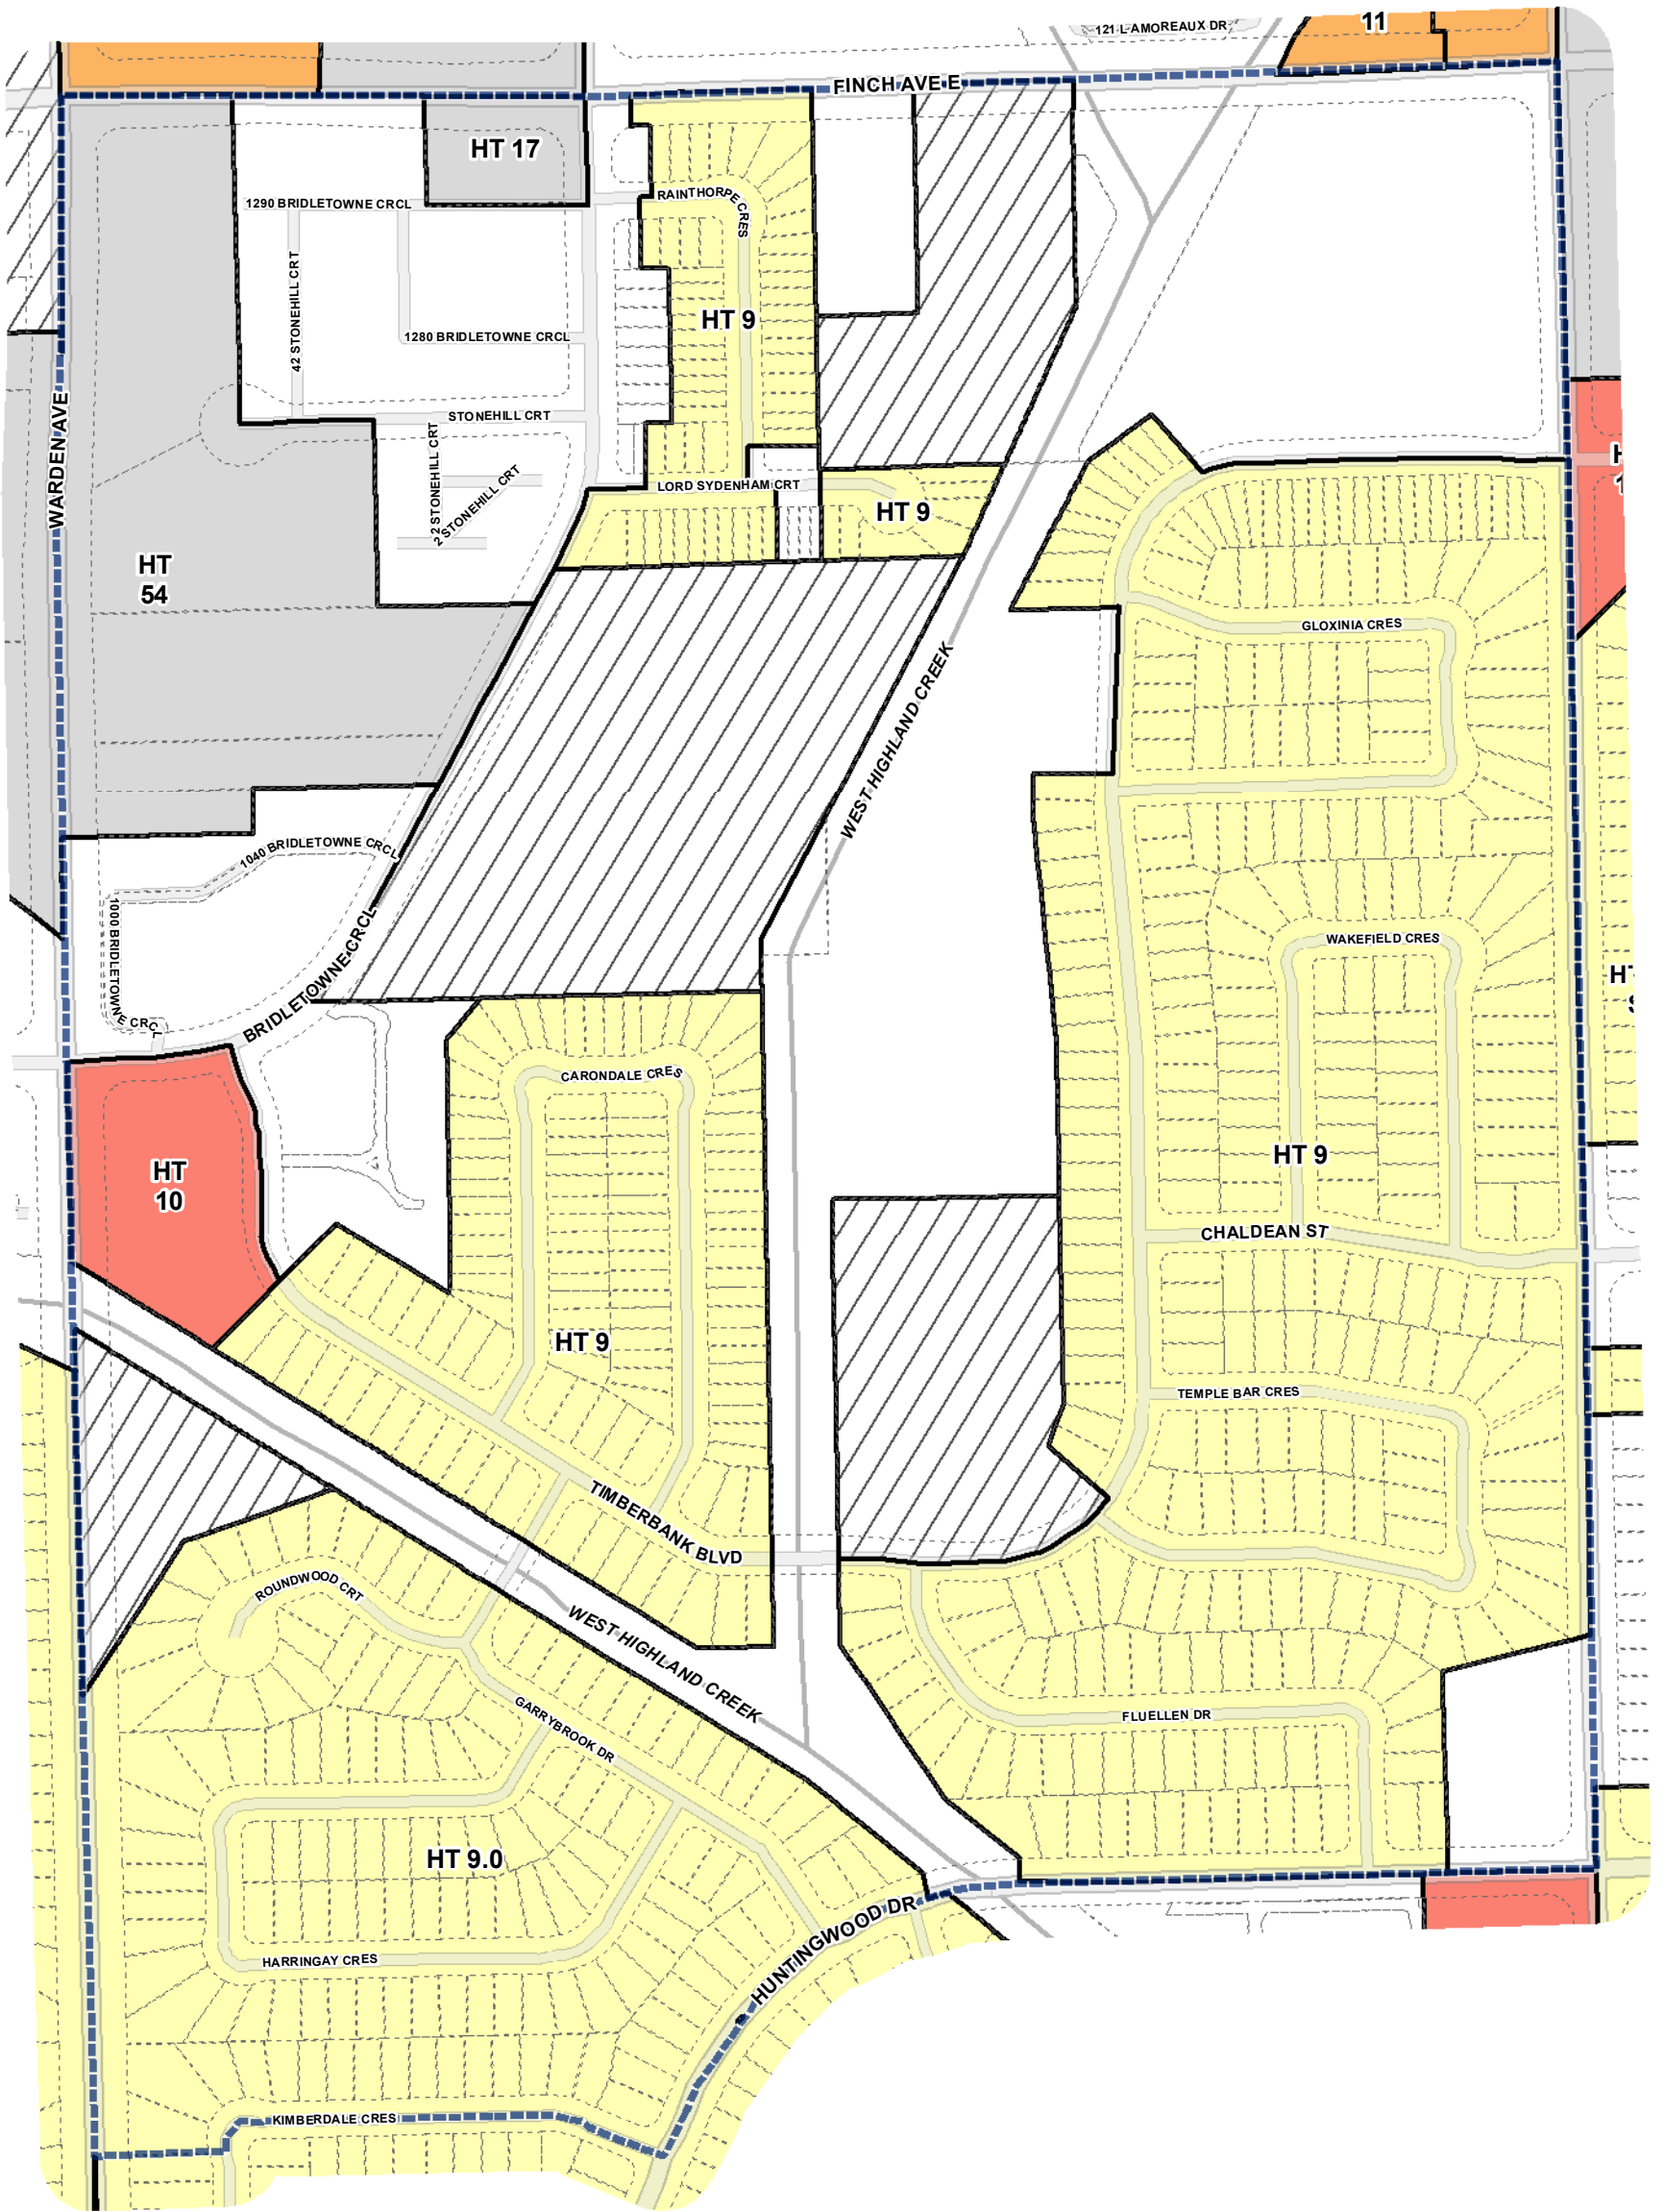 121 L-AMOREAUX DR
11
FINCH AVE E
HT 17
RAINTHORPE CRES
1290 BRIDLETOWNE CRCL
42 STONEHILL CRT
HT 9
1280 BRIDLETOWNE CRCL
STONEHILL CRT
WARDEN AVE
22 STONEHILL CRT
2 STONEHILL CRT
LORD SYDENHAM CRT
HT 9
HT
54
GLOXINIA CRES
WEST HIGHLAND CREEK
1040 BRIDLETOWNE CRCL
1000 BRIDLETOWNE CRCL
BRIDLETOWNE CRCL
WAKEFIELD CRES
HT
CARONDALE CRES
HT
10
HT 9
CHALDEAN ST
HT 9
TEMPLE BAR CRES
TIMBERBANK BLVD
ROUNDWOOD CRT
WEST HIGHLAND CREEK
GARRYBROOK DR
FLUELLEN DR
HT 9.0
HUNTINGWOOD DR
HARRINGAY CRES
KIMBERDALE CRES